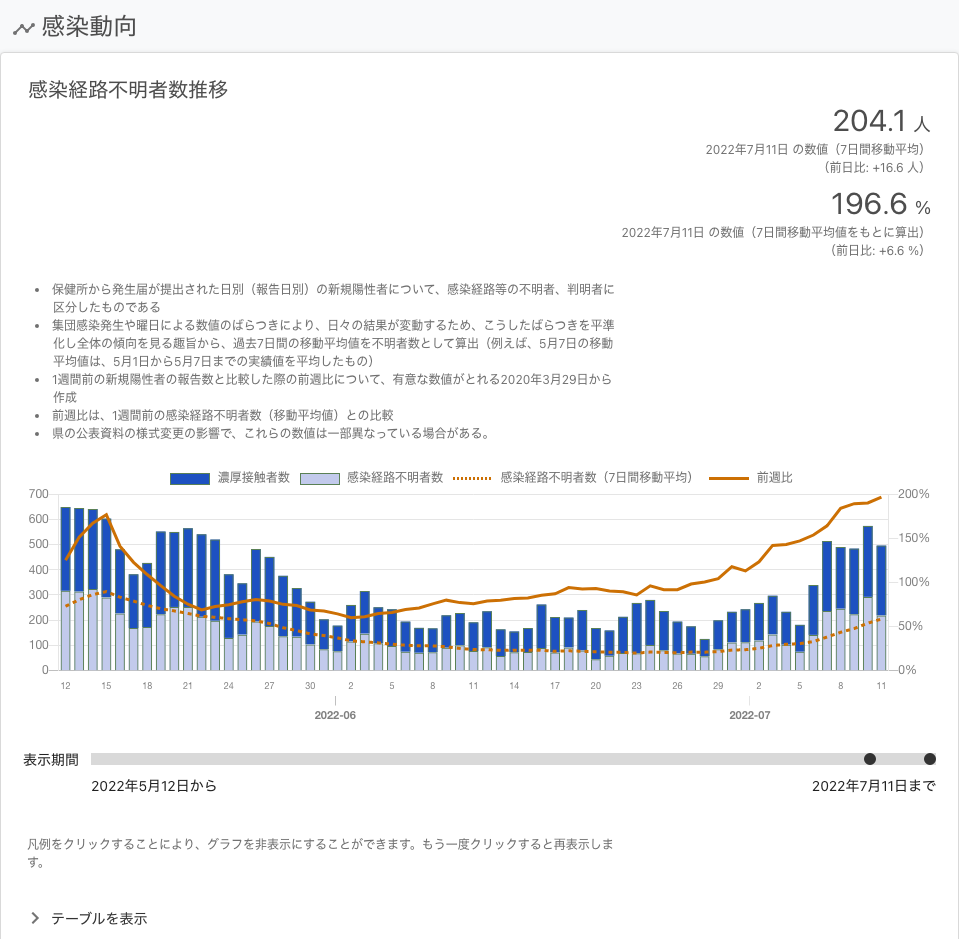 感染動向
感染経路不明者数推移
204.1 人
2022年7月11日 の数値（7日間移動平均）
（前日比: +16.6 人）
196.6 %
2022年7月11日 の数値（7日間移動平均値をもとに算出）
（前日比: +6.6 %）
• 保健所から発生届が提出された日別（報告日別）の新規陽性者について、感染経路等の不明者、判明者に
区分したものである
• 集団感染発生や曜日による数値のばらつきにより、日々の結果が変動するため、こうしたばらつきを平準
化し全体の傾向を見る趣旨から、過去7日間の移動平均値を不明者数として算出（例えば、5月7日の移動
平均値は、5月1日から5月7日までの実績値を平均したもの）
• 1週間前の新規陽性者の報告数と比較した際の前週比について、有意な数値がとれる2020年3月29日から
作成
• 前週比は、1週間前の感染経路不明者数（移動平均値）との比較
• 県の公表資料の様式変更の影響で、これらの数値は一部異なっている場合がある。
濃厚接触者数 感染経路不明者数 感染経路不明者数（7日間移動平均） 前週比
700 200%
600
500 150%
400
300 100%
200 50%
100
0 0%
12 15 18 21 24 27 30 2 5 8 11 14 17 20 23 26 29 2 5 8 11
2022-06 2022-07
表示期間
2022年5月12日から 2022年7月11日まで
凡例をクリックすることにより、グラフを非表示にすることができます。もう一度クリックすると再表示しま
す。
テーブルを表示